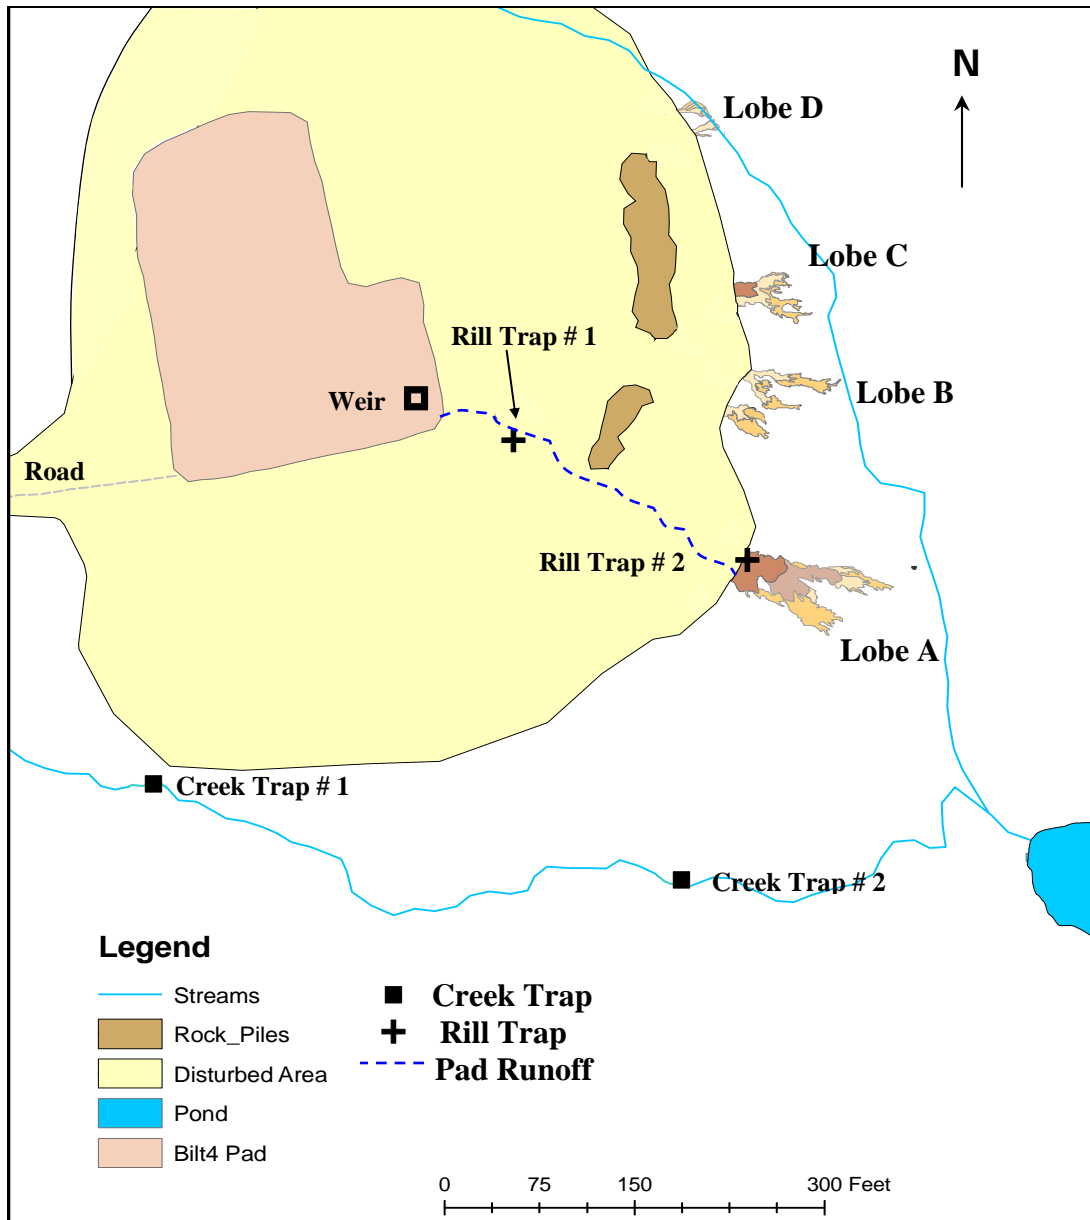 N
Lobe D
Lobe C
Rill Trap # 1
Lobe B
Weir
Road
Rill Trap # 2
Lobe A
Creek Trap # 1
Creek Trap # 2
Legend
Streams
Rock_Piles
Disturbed Area
Pond
Bilt4 Pad
Creek Trap
Rill Trap
Pad Runoff
0 75 150 300 Feet